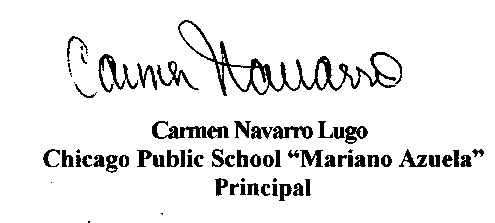 Carmen Navarro
Carmen Navarro Lugo
Chicago Public School “Mariano Azuela”
Principal